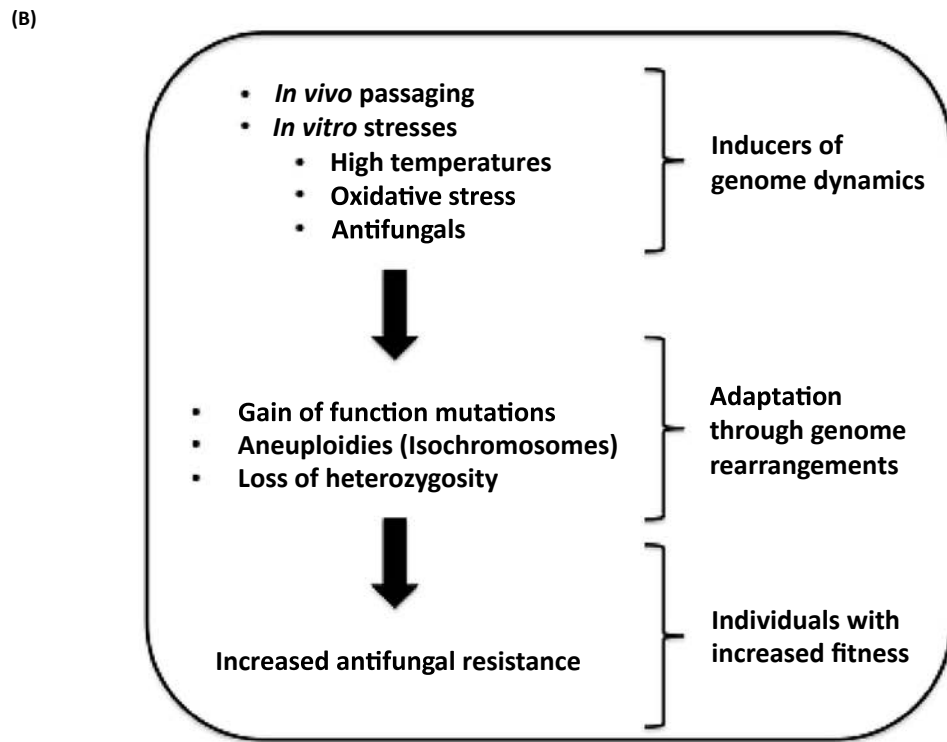 (B)
• In vivo passaging
• In vitro stresses
• High temperatures
• Oxidative stress
• Antifungals
Inducers of
genome dynamics
• Gain of function mutations
• Aneuploidies (Isochromosomes)
• Loss of heterozygosity
Adaptation
through genome
rearrangements
Increased antifungal resistance
Individuals with
increased fitness